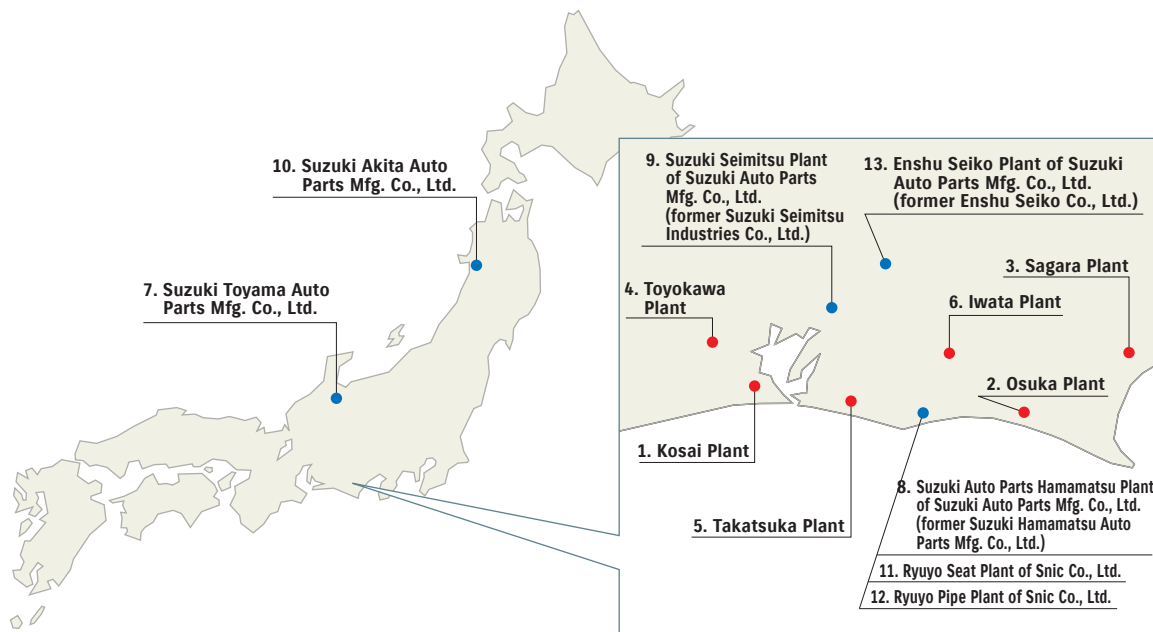 10. Suzuki Akita Auto
Parts Mfg. Co., Ltd.
7. Suzuki Toyama Auto
Parts Mfg. Co., Ltd.
9. Suzuki Seimitsu Plant
of Suzuki Auto Parts
Mfg. Co., Ltd.
(former Suzuki Seimitsu
Industries Co., Ltd.)
13. Enshu Seiko Plant of Suzuki
Auto Parts Mfg. Co., Ltd.
(former Enshu Seiko Co., Ltd.)
4. Toyokawa
Plant
3. Sagara Plant
6. Iwata Plant
2. Osuka Plant
1. Kosai Plant
5. Takatsuka Plant
8. Suzuki Auto Parts Hamamatsu Plant
of Suzuki Auto Parts Mfg. Co., Ltd.
(former Suzuki Hamamatsu Auto
Parts Mfg. Co., Ltd.)
11. Ryuyo Seat Plant of Snic Co., Ltd.
12. Ryuyo Pipe Plant of Snic Co., Ltd.